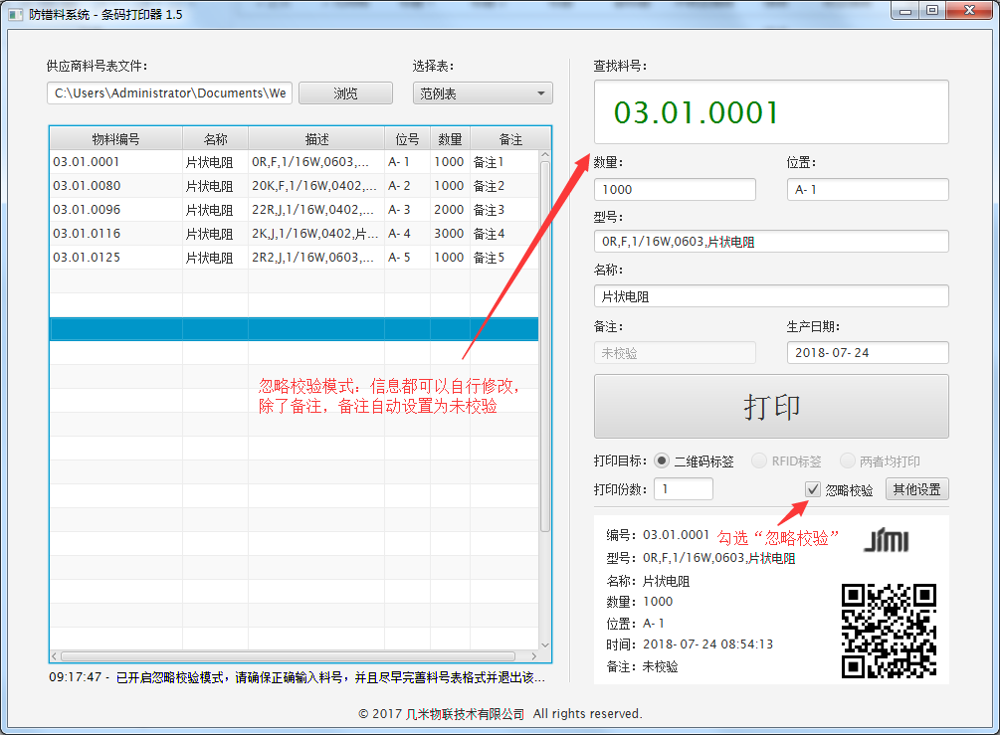 防错料系统 - 条码打印器 1.5
供应商料号表文件:
选择表:
C:\Users\Administrator\Documents\We
浏览
范例表
物料编号 名称 描述 位号 数量 备注
03.01.0001 片状电阻 0R,F,1/16W,0603,... A-1 1000 备注1
03.01.0080 片状电阻 20K,F,1/16W,0402,... A-2 1000 备注2
03.01.0096 片状电阻 22R,J,1/16W,0402,... A-3 2000 备注3
03.01.0116 片状电阻 2K,J,1/16W,0402,片... A-4 3000 备注4
03.01.0125 片状电阻 2R2,J,1/16W,0603,... A-5 1000 备注5
忽略校验模式：信息都可以自行修改，
除了备注，备注自动设置为未校验
09:17:47 - 已开启忽略校验模式，请确保正确输入料号，并且尽早完善料号表格式并退出该...
查找料号:
03.01.0001
数量: 位置:
1000 A-1
型号:
0R,F,1/16W,0603,片状电阻
名称:
片状电阻
备注: 生产日期:
未校验 2018-07-24
打印
打印目标: 二维码标签 RFID标签 两者均打印
打印份数: 1 忽略校验 其他设置
勾选“忽略校验”
JIMI
编号: 03.01.0001
型号: 0R,F,1/16W,0603,片状电阻
名称: 片状电阻
数量: 1000
位置: A-1
时间: 2018-07-24 08:54:13
备注: 未校验
© 2017 几米物联技术有限公司 All rights reserved.